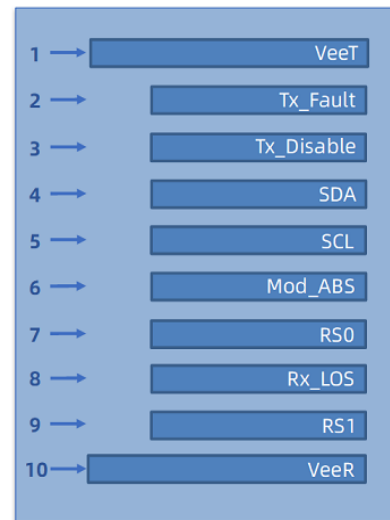 1 VeeT
2 Tx_Fault
3 Tx_Disable
4 SDA
5 SCL
6 Mod_ABS
7 RS0
8 Rx_LOS
9 RS1
10 VeeR